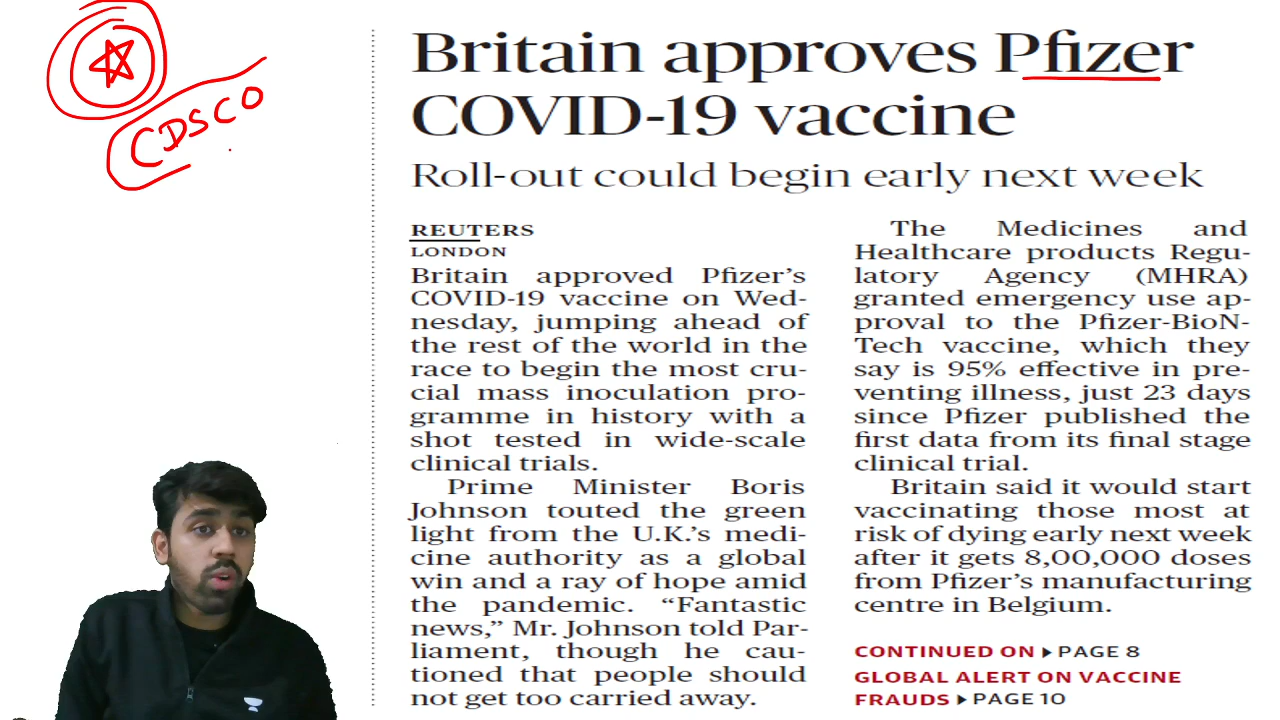 CDSCO
Britain approves Pfizer
COVID-19 vaccine
Roll-out could begin early next week
REUTERS
LONDON
Britain approved Pfizer's
COVID-19 vaccine on Wed-
nesday, jumping ahead of
the rest of the world in the
race to begin the most cru-
cial mass inoculation pro-
gramme in history with a
shot tested in wide-scale
clinical trials.
Prime Minister Boris
Johnson touted the green
light from the U.K.'s medi-
cine authority as a global
win and a ray of hope amid
the pandemic. “Fantastic
news,” Mr. Johnson told Par-
liament, though he cau-
tioned that people should
not get too carried away.
The Medicines and
Healthcare products Regu-
latory Agency (MHRA)
granted emergency use ap-
proval to the Pfizer-BioN-
Tech vaccine, which they
say is 95% effective in pre-
venting illness, just 23 days
since Pfizer published the
first data from its final stage
clinical trial.
Britain said it would start
vaccinating those most at
risk of dying early next week
after it gets 8,00,000 doses
from Pfizer's manufacturing
centre in Belgium.
CONTINUED ON ▸ PAGE 8
GLOBAL ALERT ON VACCINE
FRAUDS ▸ PAGE 10